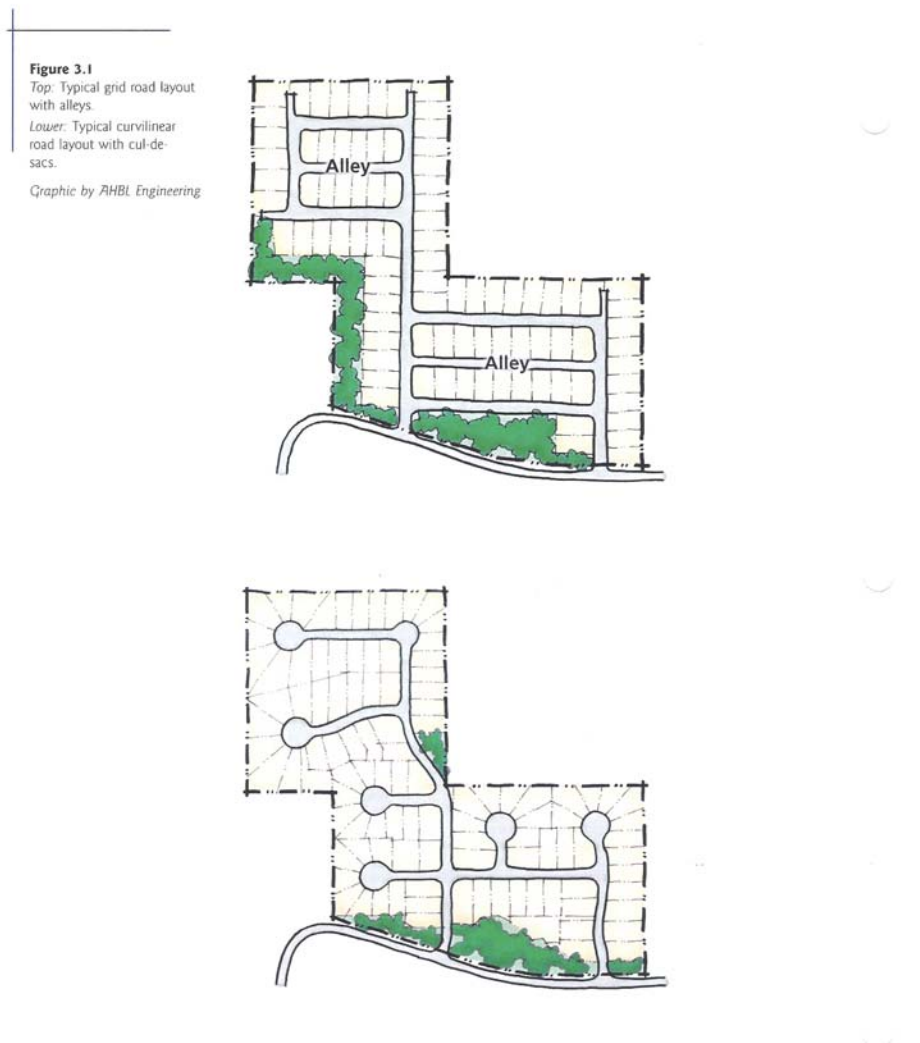 Figure 3.1
Top: Typical grid road layout
with alleys.
Lower: Typical curvilinear
road layout with cul-de-
sacs.
Graphic by AHBL Engineering
Alley
Alley